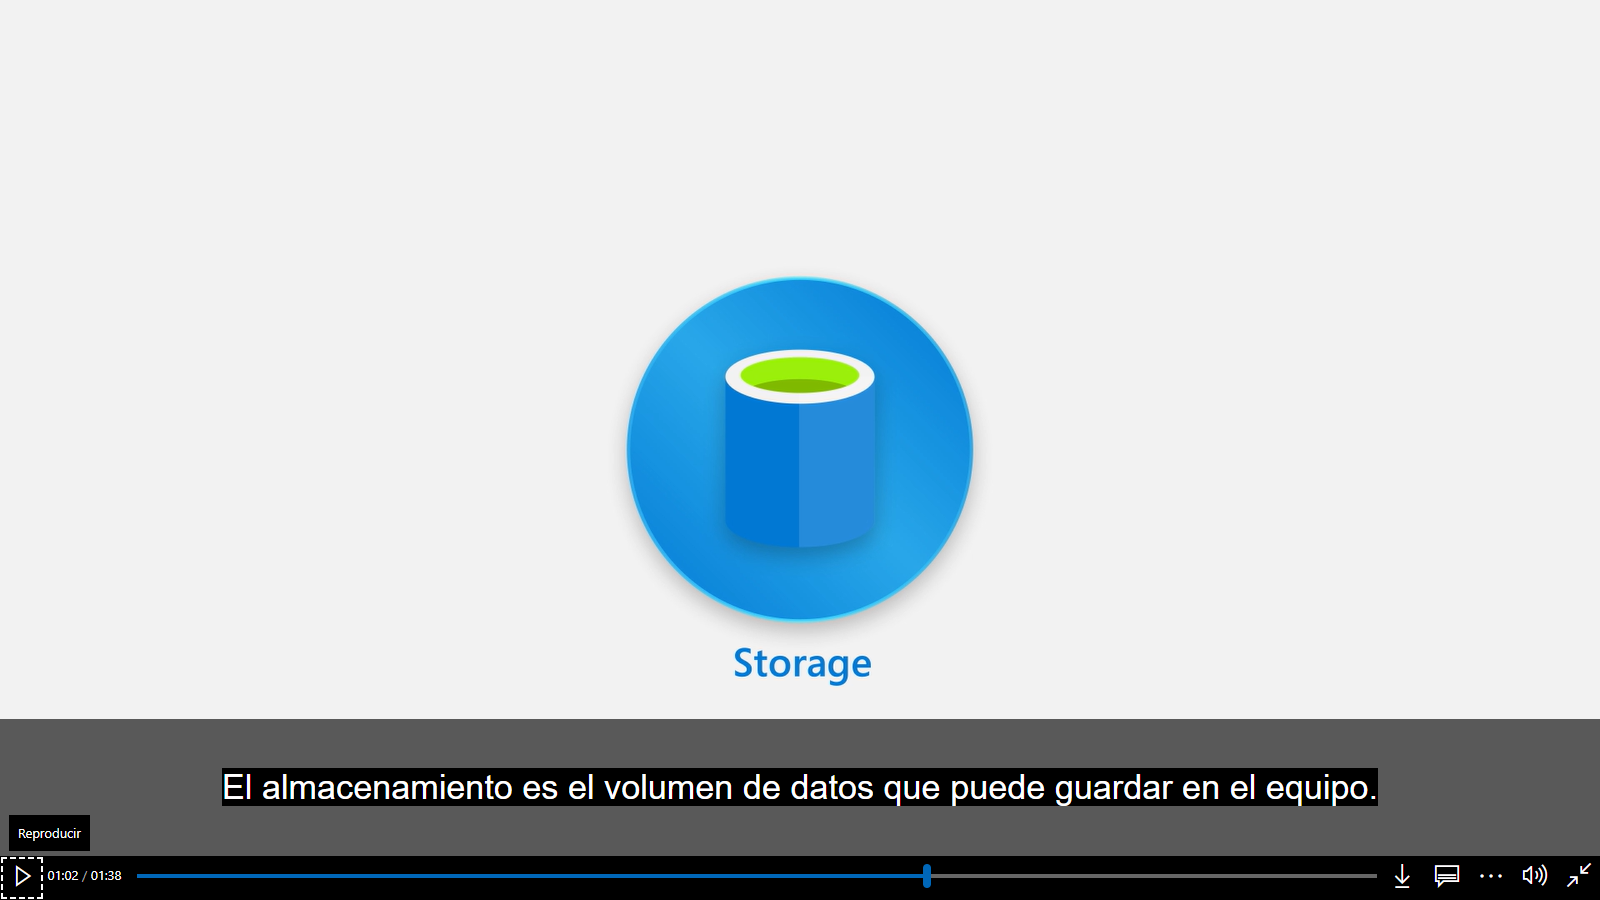 Storage
El almacenamiento es el volumen de datos que puede guardar en el equipo.
Reproducir
01:02 / 01:38